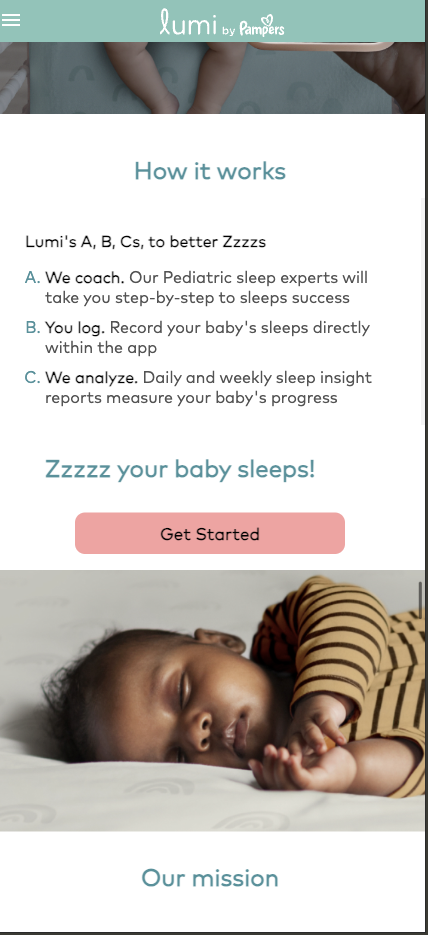 lumi by Pampers
How it works
Lumi's A, B, Cs, to better Zzzzs
A. We coach. Our Pediatric sleep experts will
take you step-by-step to sleeps success
B. You log. Record your baby's sleeps directly
within the app
C. We analyze. Daily and weekly sleep insight
reports measure your baby's progress
Zzzzz your baby sleeps!
Get Started
Our mission